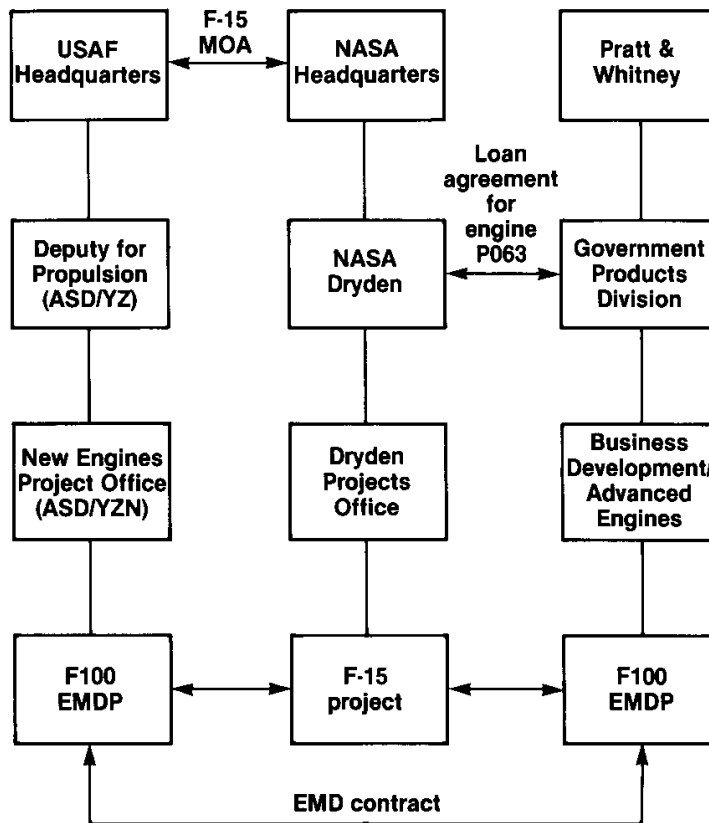 USAF
Headquarters
F-15
MOA
NASA
Headquarters
Pratt &
Whitney
Loan
agreement
for
engine
P063
Deputy for
Propulsion
(ASD/YZ)
NASA
Dryden
Government
Products
Division
New Engines
Project Office
(ASD/YZN)
Dryden
Projects
Office
Business
Development/
Advanced
Engines
F100
EMDP
F-15
project
F100
EMDP
EMD contract